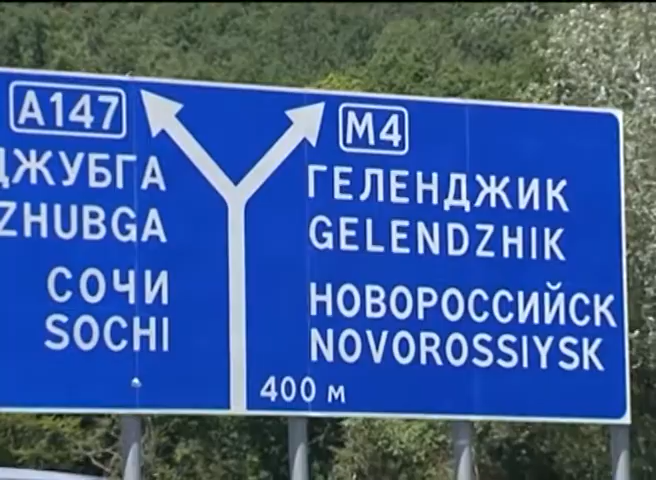 A147
ДЖУБГА
ZHUBGA
СОЧИ
SOCHI
M4
ГЕЛЕНДЖИК
GELENDZHIK
НОВОРОССИЙСК
NOVOROSSIYSK
400 м